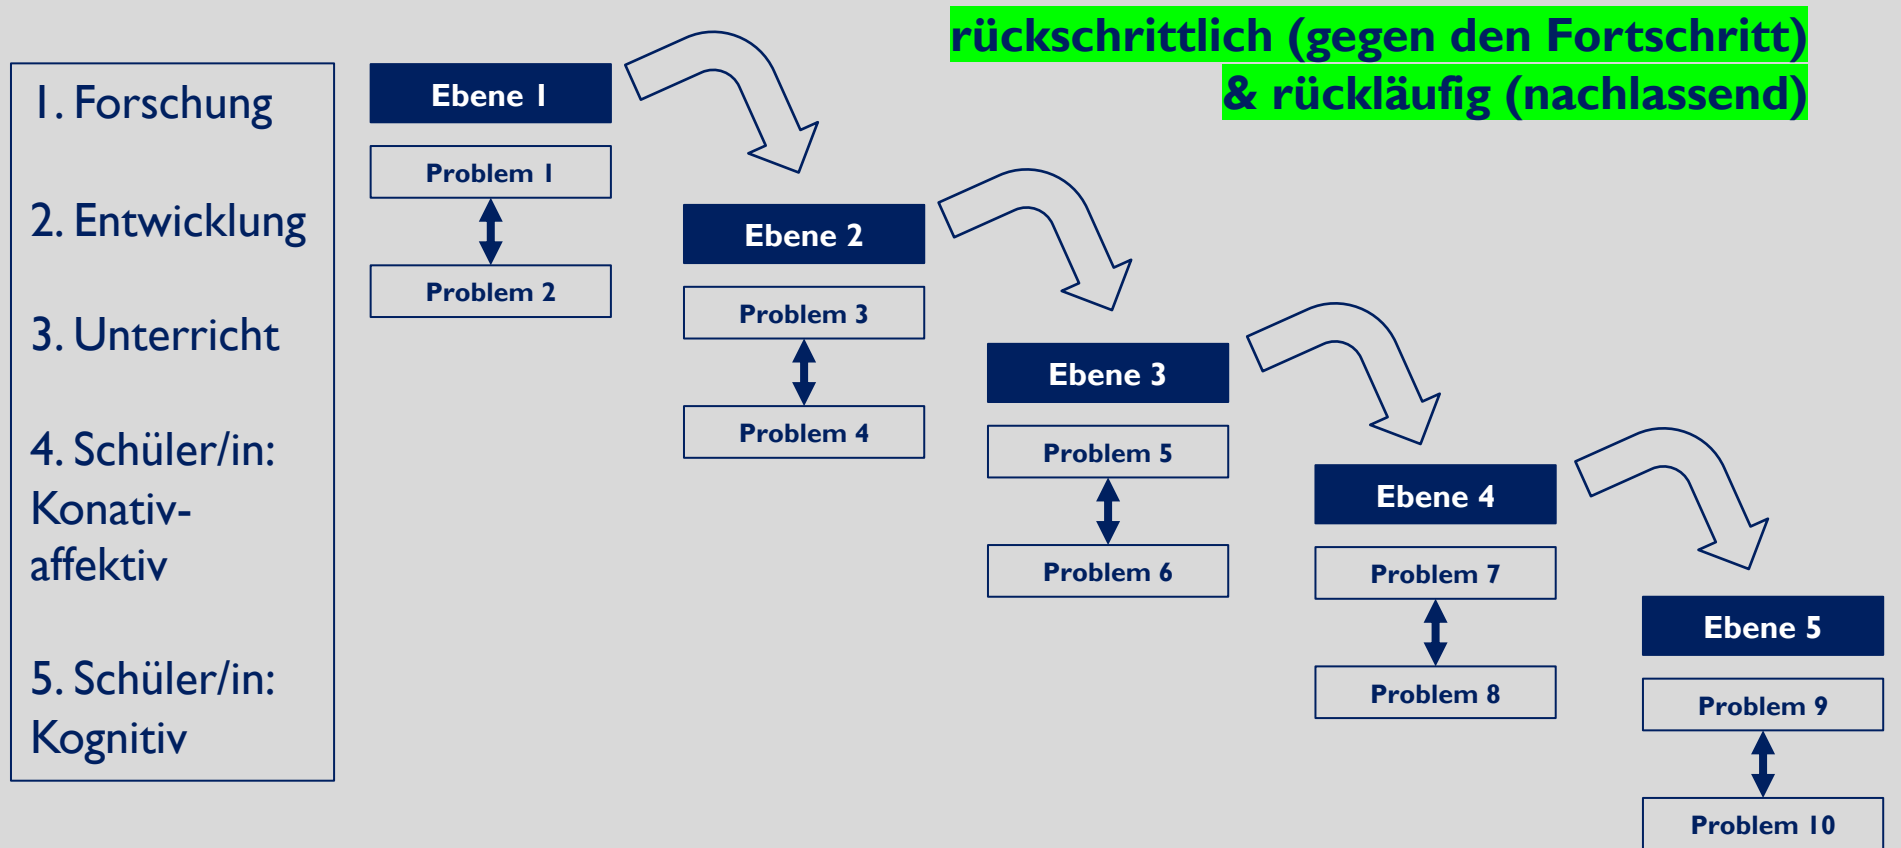 rückschrittlich (gegen den Fortschritt)
& rückläufig (nachlassend)
1. Forschung
2. Entwicklung
3. Unterricht
4. Schüler/in:
Konativ-
affektiv
5. Schüler/in:
Kognitiv
Ebene 1
Problem 1
Problem 2
Ebene 2
Problem 3
Problem 4
Ebene 3
Problem 5
Problem 6
Ebene 4
Problem 7
Problem 8
Ebene 5
Problem 9
Problem 10